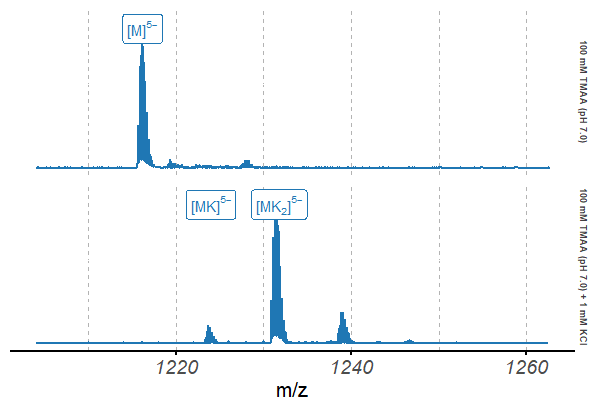 [M]⁵⁻
100 mM TMAA (pH 7.0)
[MK]⁵⁻ [MK₂]⁵⁻
100 mM TMAA (pH 7.0) + 1 mM KCl
1220 1240 1260
m/z